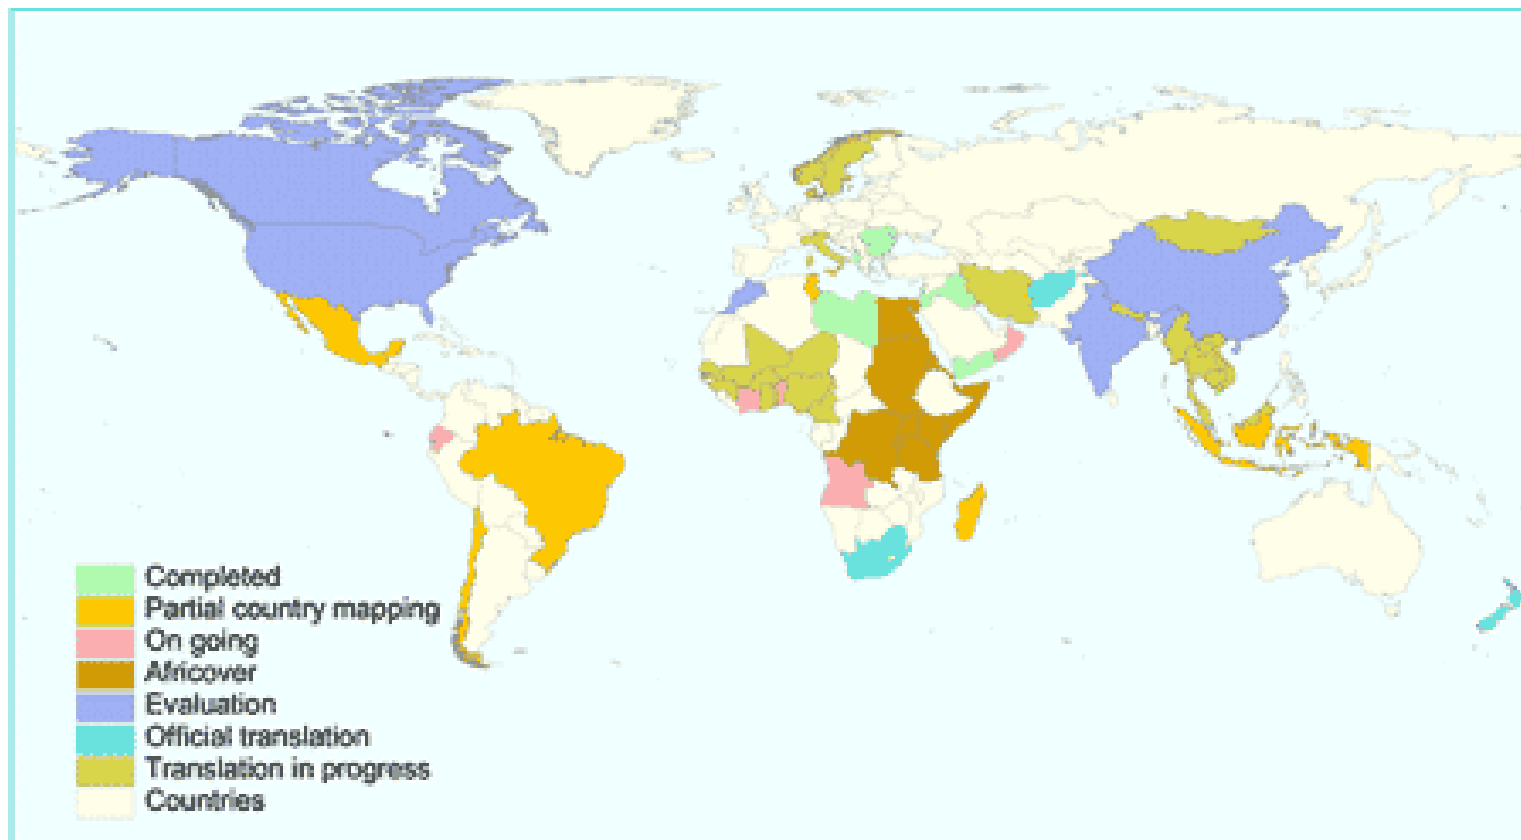 Completed
Partial country mapping
On going
Africover
Evaluation
Official translation
Translation in progress
Countries